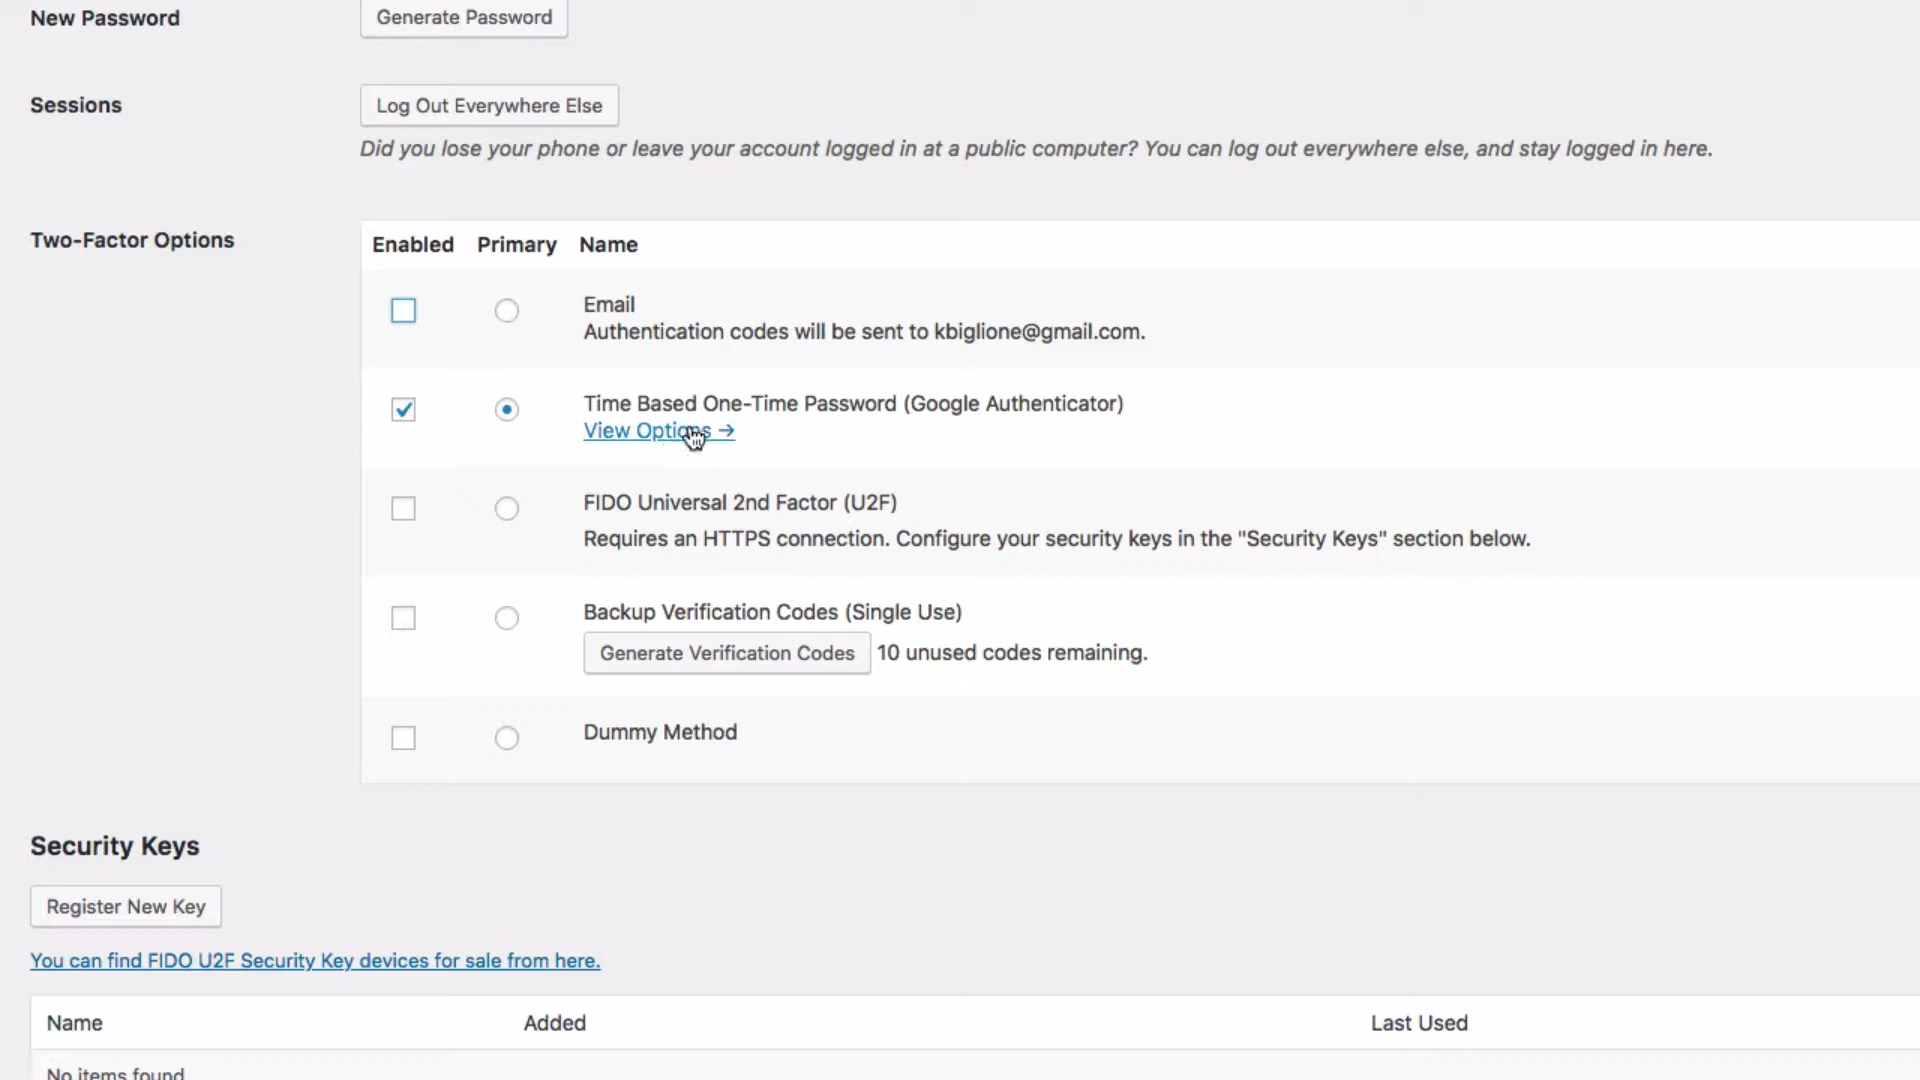 New Password
Generate Password
Sessions
Log Out Everywhere Else
Did you lose your phone or leave your account logged in at a public computer? You can log out everywhere else, and stay logged in here.
Two-Factor Options
Enabled Primary Name
Email
Authentication codes will be sent to kbiglione@gmail.com.
Time Based One-Time Password (Google Authenticator)
View Options →
FIDO Universal 2nd Factor (U2F)
Requires an HTTPS connection. Configure your security keys in the "Security Keys" section below.
Backup Verification Codes (Single Use)
Generate Verification Codes 10 unused codes remaining.
Dummy Method
Security Keys
Register New Key
You can find FIDO U2F Security Key devices for sale from here.
Name Added Last Used
No items found